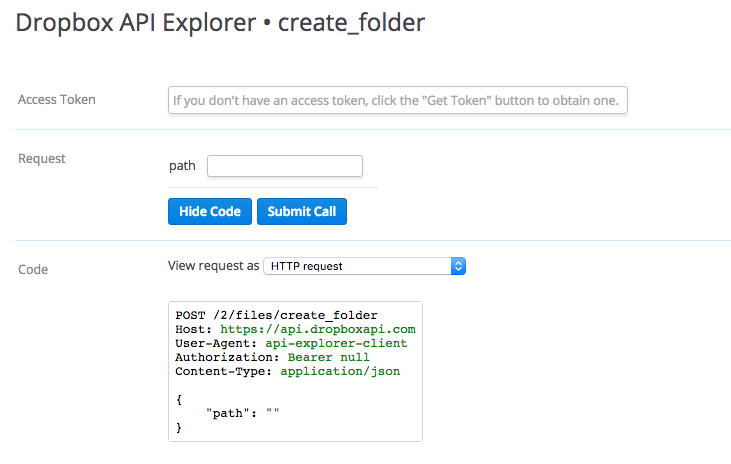 Dropbox API Explorer • create_folder
Access Token
If you don't have an access token, click the "Get Token" button to obtain one.
Request
path
Hide Code Submit Call
Code
View request as HTTP request
POST /2/files/create_folder
Host: https://api.dropboxapi.com
User-Agent: api-explorer-client
Authorization: Bearer null
Content-Type: application/json
{
    "path": ""
}